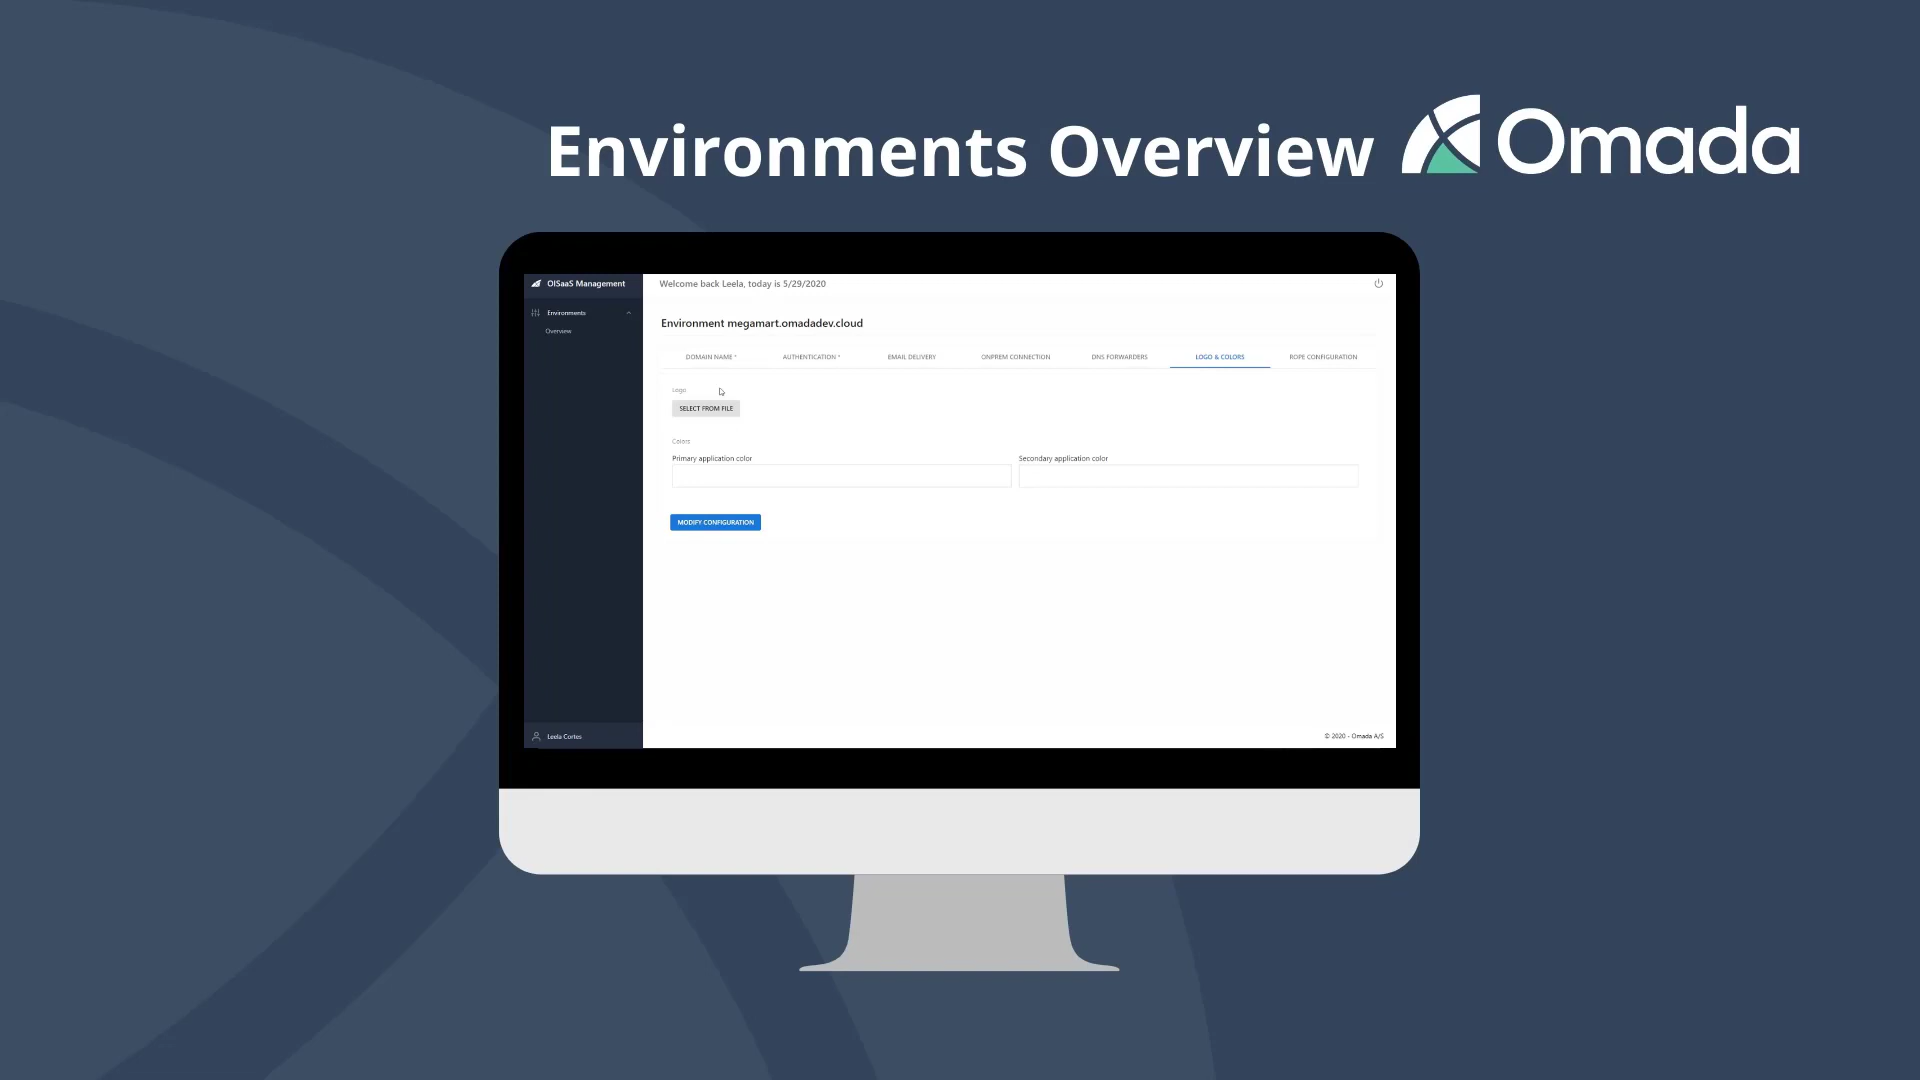 Environments Overview
Omada
OISaaS Management
Welcome back Leela, today is 5/29/2020
Environments
Overview
Environment megamart.omadadev.cloud
DOMAIN NAME *
AUTHENTICATION *
EMAIL DELIVERY
ONPREM CONNECTION
DNS FORWARDERS
LOGO & COLORS
ROPE CONFIGURATION
Logo
SELECT FROM FILE
Colors
Primary application color
Secondary application color
MODIFY CONFIGURATION
Leela Cortes
© 2020 - Omada A/S